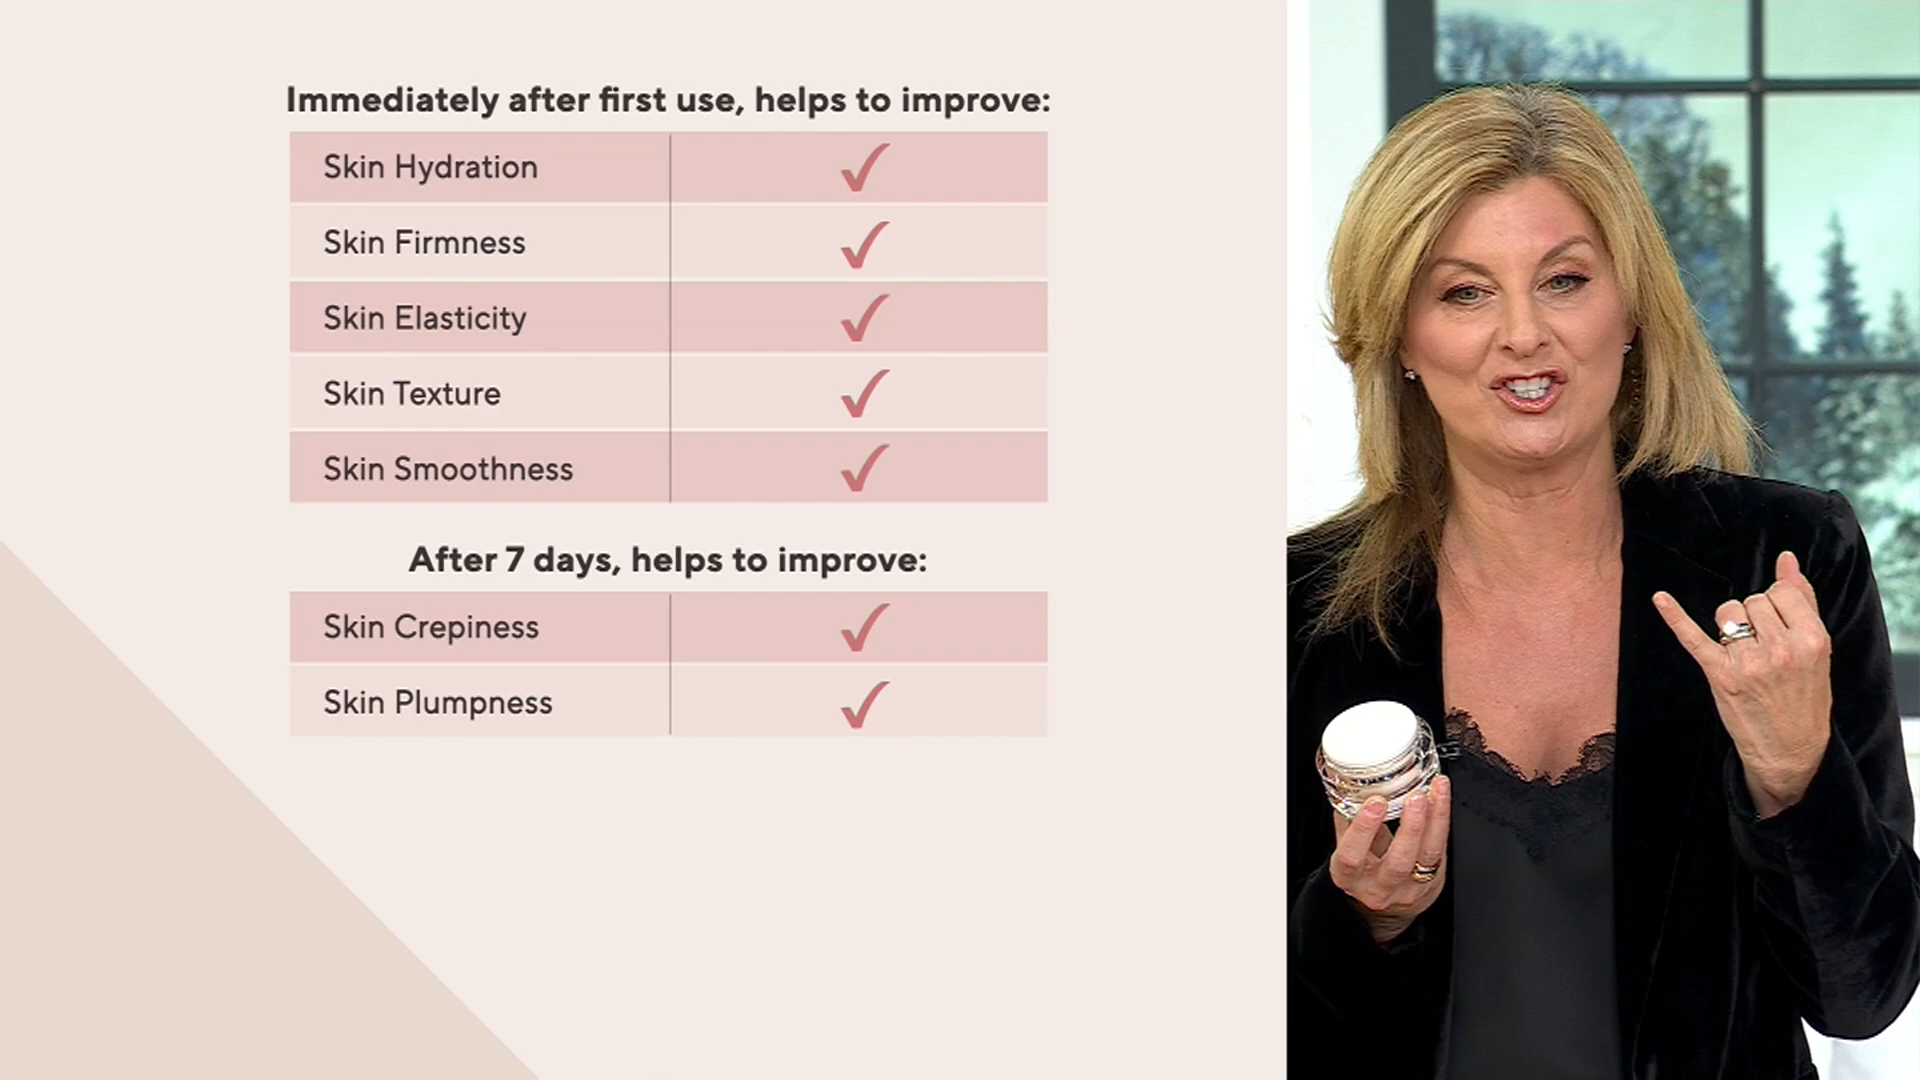 Immediately after first use, helps to improve:
Skin Hydration
Skin Firmness
Skin Elasticity
Skin Texture
Skin Smoothness
After 7 days, helps to improve:
Skin Crepiness
Skin Plumpness